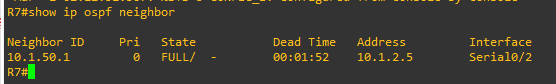 R7#show ip ospf neighbor
Neighbor ID     Pri   State           Dead Time   Address         Interface
10.1.50.1         0   FULL/  -        00:01:52    10.1.2.5        Serial0/2
R7#